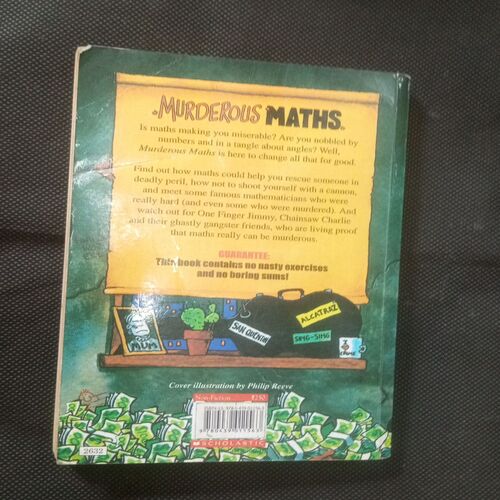 MURDEROUS MATHS
Is maths making you miserable? Are you nobbled by
numbers and in a tangle about angles? Well,
Murderous Maths is here to change all that for good.
Find out how maths could help you rescue someone in
deadly peril, how not to shoot yourself with a cannon,
and meet some famous mathematicians who were
really hard (and even some who were murdered). And
watch out for One Finger Jimmy, Chainsaw Charlie
and their ghastly gangster friends, who are living proof
that maths really can be murderous.
GUARANTEE:
This book contains no nasty exercises
and no boring sums!
ALCATRAZ
SAN QUENTIN
SING-SING
CRIME
MUM
Cover illustration by Philip Reeve
Non-Fiction
₹250
9780439011563
SCHOLASTIC
2632